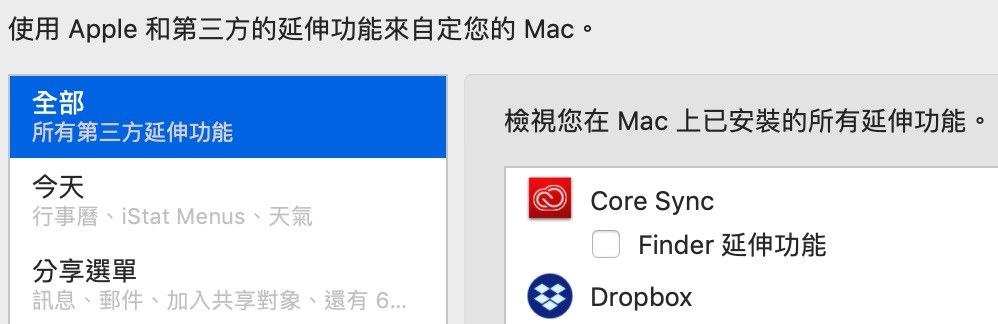 使用 Apple 和第三方的延伸功能來自定您的 Mac。
全部
所有第三方延伸功能
今天
行事曆、iStat Menus、天氣
分享選單
訊息、郵件、加入共享對象、還有 6...
檢視您在 Mac 上已安裝的所有延伸功能。
Core Sync
Finder 延伸功能
Dropbox